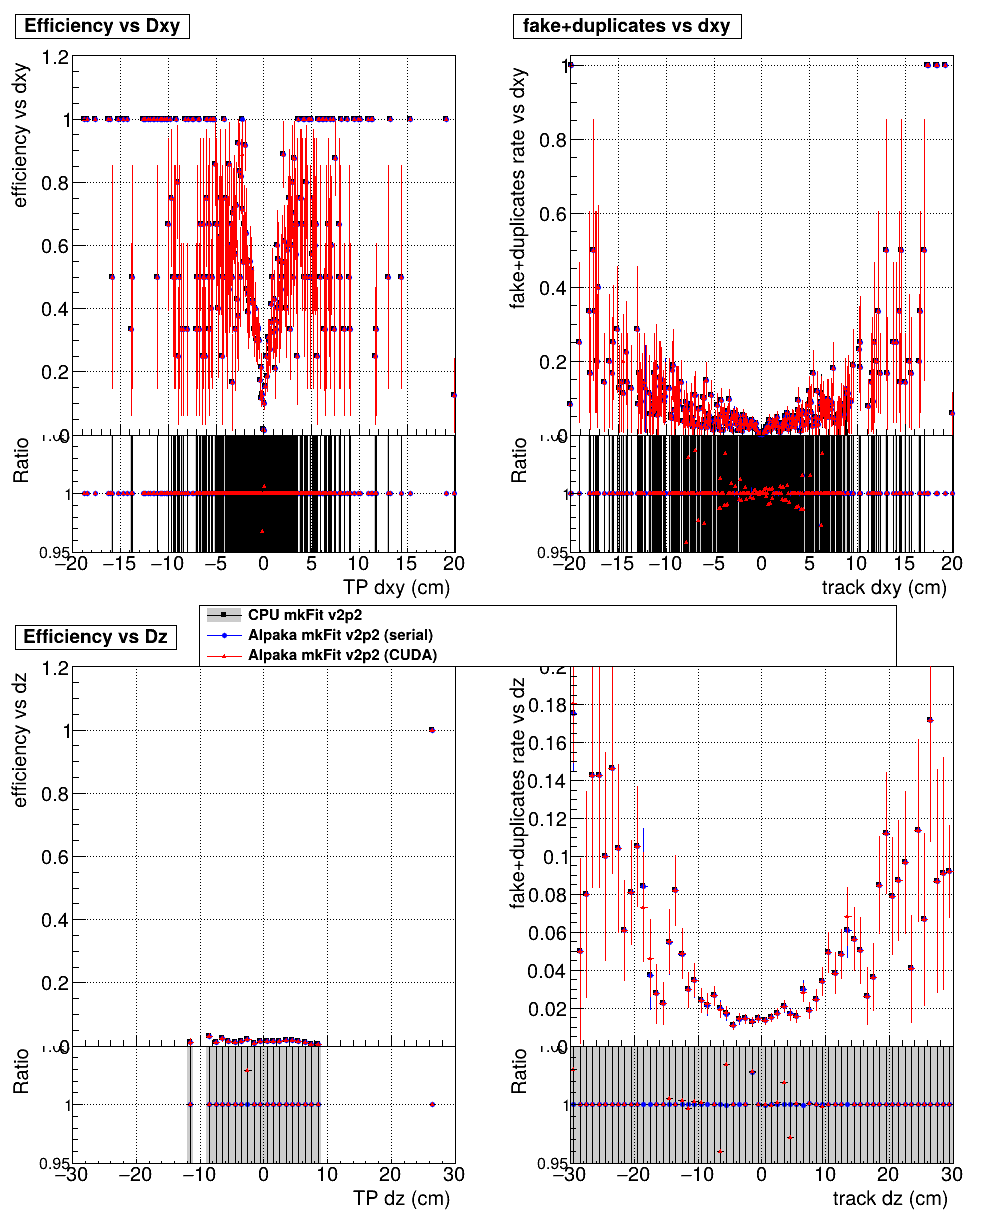 Efficiency vs Dxy
fake+duplicates vs dxy
efficiency vs dxy
1.2
1
0.8
0.6
0.4
0.2
0
Ratio
1
0.95
−20 −15 −10 −5 0 5 10 15 20
TP dxy (cm)
fake+duplicates rate vs dxy
1
0.8
0.6
0.4
0.2
0
Ratio
1
0.95
−20 −15 −10 −5 0 5 10 15 20
track dxy (cm)
CPU mkFit v2p2
Alpaka mkFit v2p2 (serial)
Alpaka mkFit v2p2 (CUDA)
Efficiency vs Dz
efficiency vs dz
1.2
1
0.8
0.6
0.4
0.2
0
Ratio
1
0.95
−30 −20 −10 0 10 20 30
TP dz (cm)
fake+duplicates rate vs dz
0.2
0.18
0.16
0.14
0.12
0.1
0.08
0.06
0.04
0.02
0
Ratio
1
0.95
−30 −20 −10 0 10 20 30
track dz (cm)